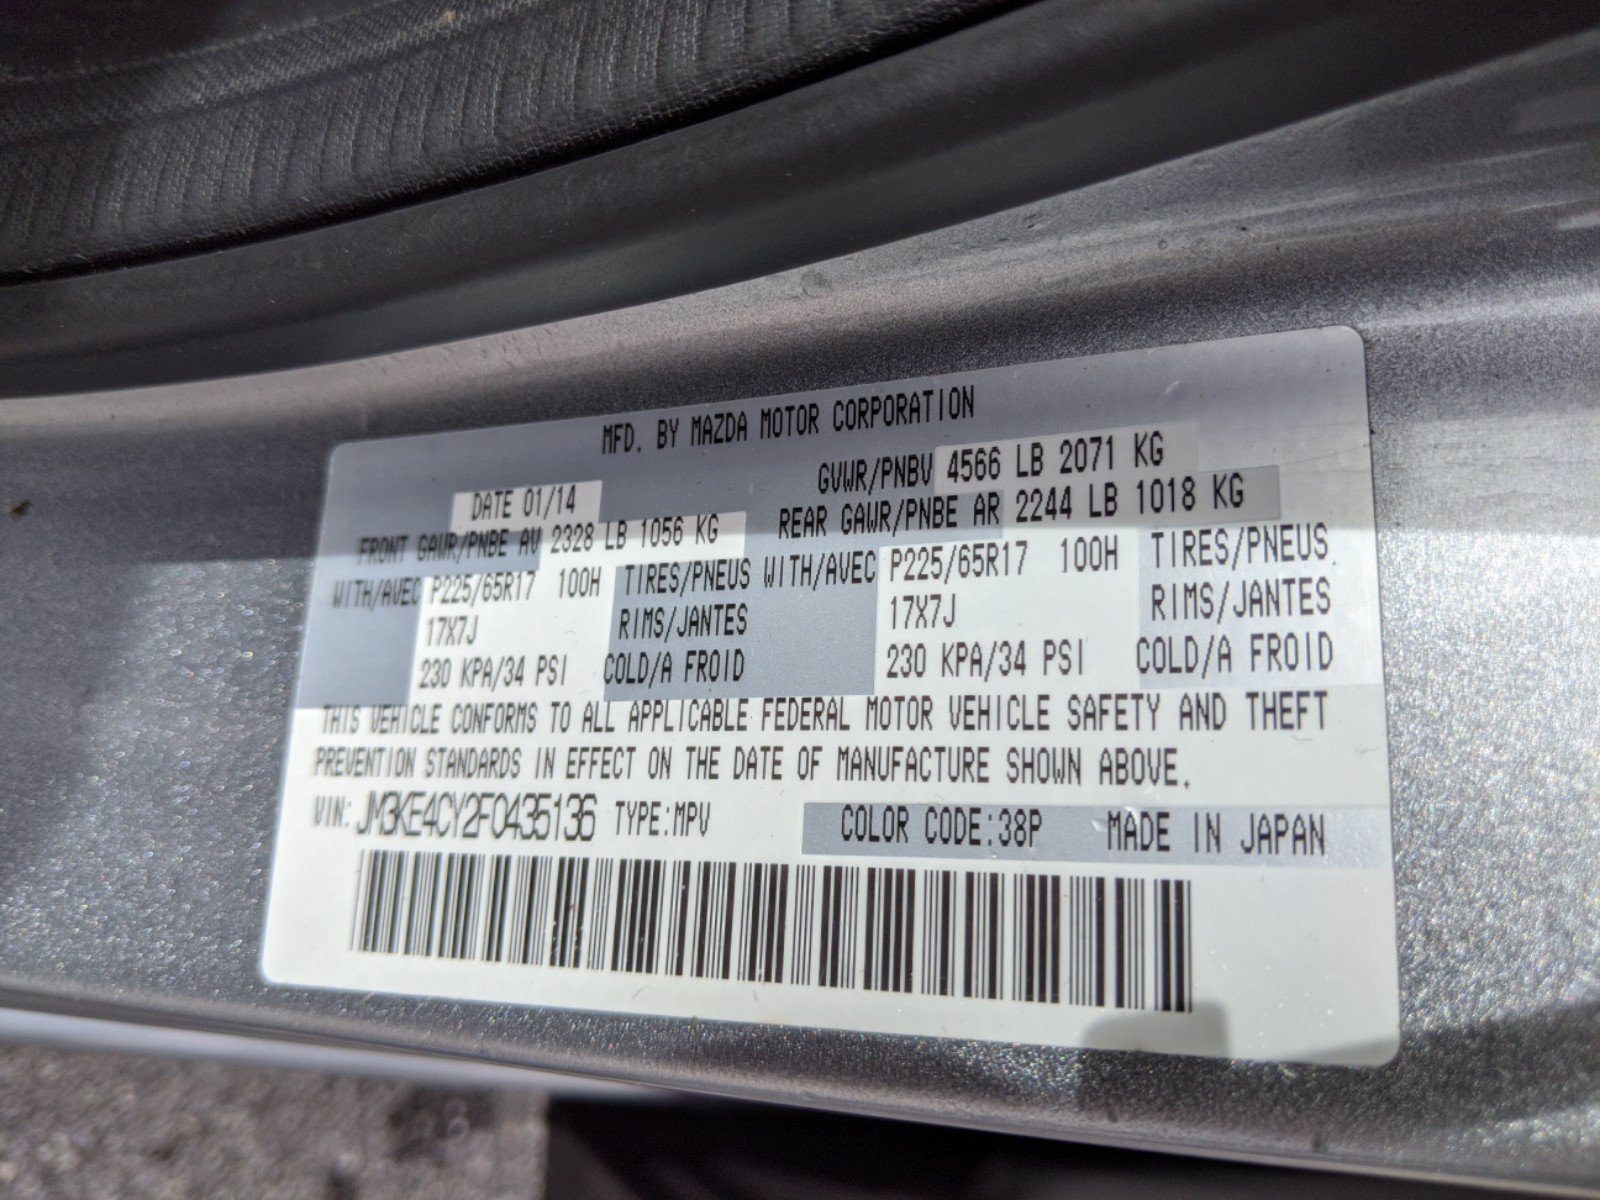 MFD. BY MAZDA MOTOR CORPORATION
DATE 01/14 GVWR/PNBV 4566 LB 2071 KG
FRONT GAWR/PNBE AV 2328 LB 1056 KG REAR GAWR/PNBE AR 2244 LB 1018 KG
WITH/AVEC P225/65R17 100H TIRES/PNEUS WITH/AVEC P225/65R17 100H TIRES/PNEUS.
17X7J RIMS/JANTES 17X7J RIMS/JANTES
230 KPA/34 PSI COLD/A FROID 230 KPA/34 PSI COLD/A FROID
THIS VEHICLE CONFORMS TO ALL APPLICABLE FEDERAL MOTOR VEHICLE SAFETY AND THEFT
PREVENTION STANDARDS IN EFFECT ON THE DATE OF MANUFACTURE SHOWN ABOVE.
VIN: JM3KE4CY2F0435136 TYPE:MPV COLOR CODE:38P MADE IN JAPAN